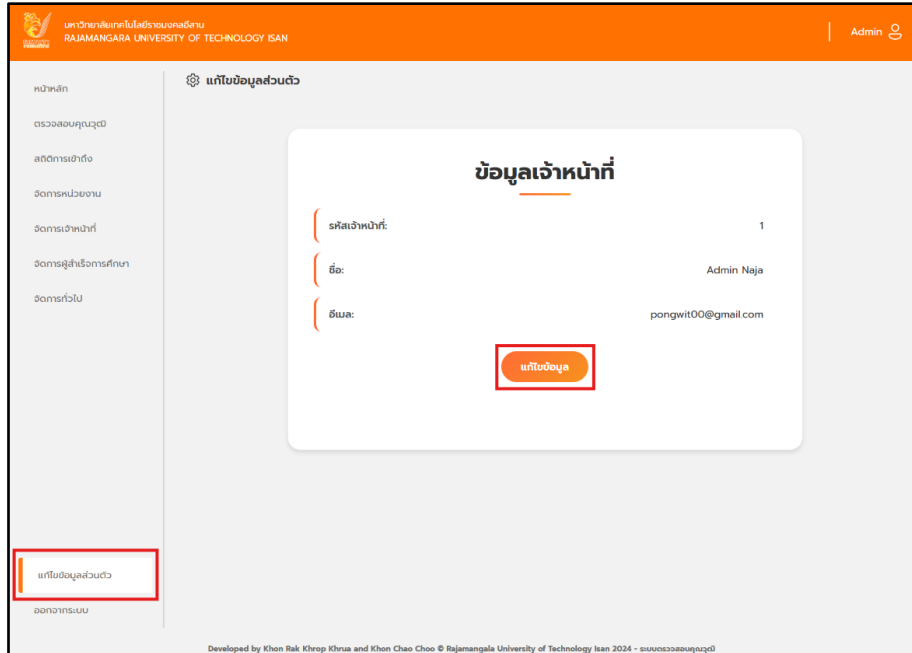 มหาวิทยาลัยเทคโนโลยีราชมงคลอีสาน
RAJAMANGARA UNIVERSITY OF TECHNOLOGY ISAN
Admin
หน้าหลัก
ตรวจสอบคุณวุฒิ
สถิติการเข้าถึง
จัดการหน่วยงาน
จัดการเจ้าหน้าที่
จัดการผู้สำเร็จการศึกษา
จัดการทั่วไป
แก้ไขข้อมูลส่วนตัว
ออกจากระบบ
แก้ไขข้อมูลส่วนตัว
ข้อมูลเจ้าหน้าที่
รหัสเจ้าหน้าที่: 1
ชื่อ: Admin Naja
อีเมล: pongwit00@gmail.com
แก้ไขข้อมูล
Developed by Khon Rak Khrop Khrua and Khon Chao Choo © Rajamangala University of Technology Isan 2024 - ระบบตรวจสอบคุณวุฒิ